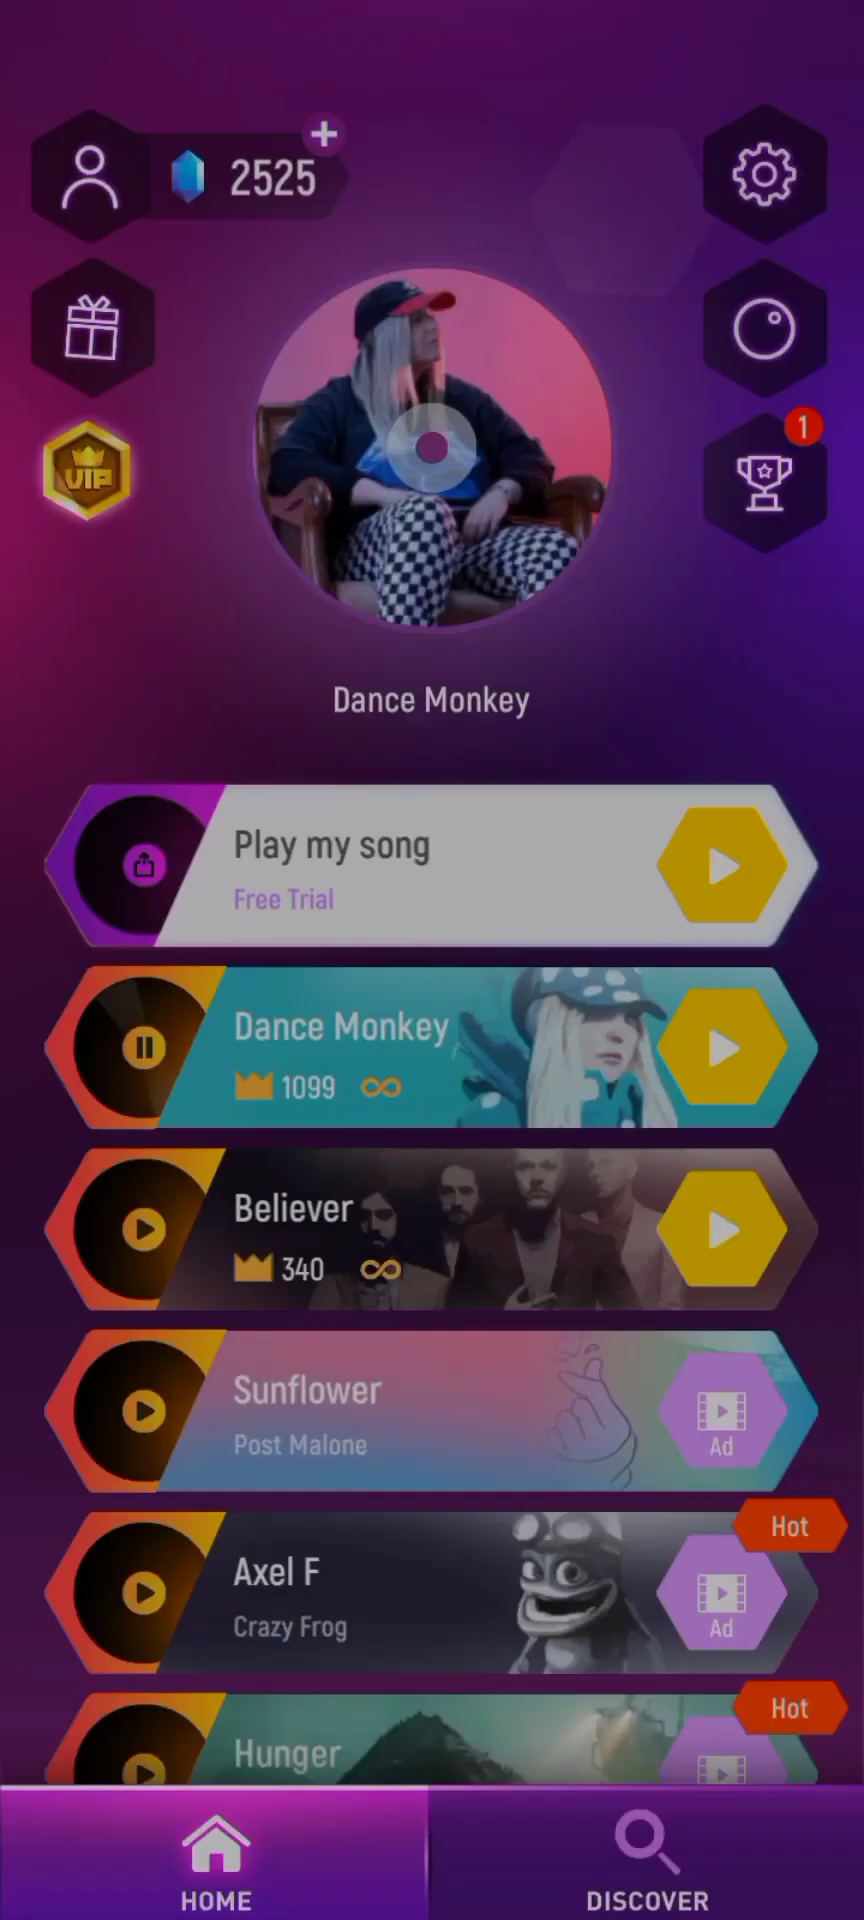 2525
VIP
1
Dance Monkey
Play my song
Free Trial
Dance Monkey
1099
Believer
340
Sunflower
Post Malone
Ad
Hot
Axel F
Crazy Frog
Ad
Hot
Hunger
HOME
DISCOVER